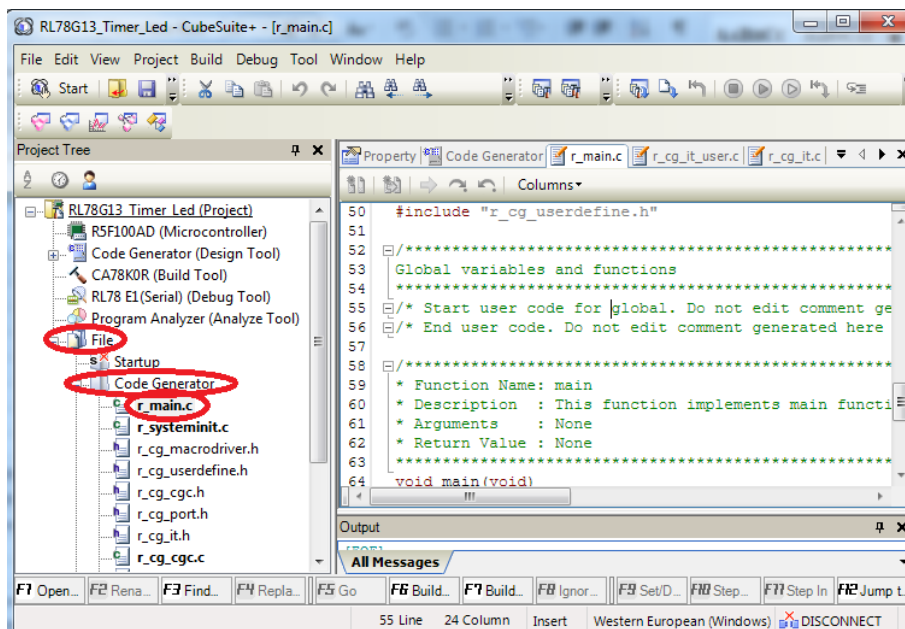 RL78G13_Timer_Led - CubeSuite+ - [r_main.c]
File Edit View Project Build Debug Tool Window Help
Start
Project Tree
Property Code Generator r_main.c r_cg_it_user.c r_cg_it.c
Columns
RL78G13_Timer_Led (Project)
R5F100AD (Microcontroller)
Code Generator (Design Tool)
CA78K0R (Build Tool)
RL78 E1(Serial) (Debug Tool)
Program Analyzer (Analyze Tool)
File
Startup
Code Generator
r_main.c
r_systeminit.c
r_cg_macrodriver.h
r_cg_userdefine.h
r_cg_cgc.h
r_cg_port.h
r_cg_it.h
r_cg_cgc.c
50 #include "r_cg_userdefine.h"
51
52 /****************************************************
53 Global variables and functions
54 ****************************************************
55 /* Start user code for global. Do not edit comment ge
56 /* End user code. Do not edit comment generated here
57
58 /****************************************************
59 * Function Name: main
60 * Description : This function implements main functi
61 * Arguments : None
62 * Return Value : None
63 ****************************************************
64 void main(void)
Output
[EOF]
All Messages
F1 Open... F2 Rena... F3 Find... F4 Repla... F5 Go F6 Build... F7 Build... F8 Ignor... F9 Set/D... F10 Step... F11 Step In F12 Jump t...
55 Line 24 Column Insert Western European (Windows) DISCONNECT